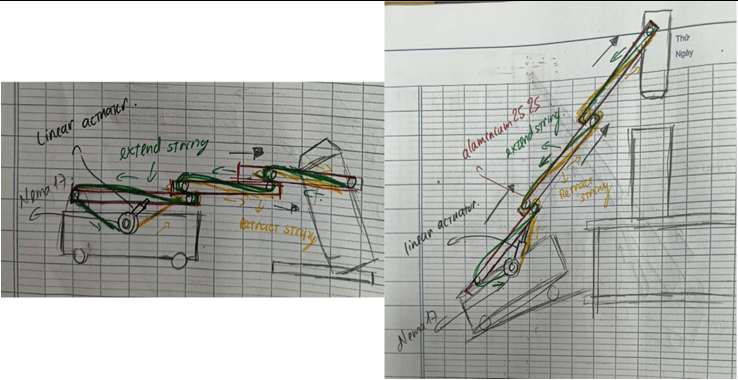 Linear actuator.
extend string
Nema 17
Retract string
Thứ
Ngày
aluminium 25 25
extend string
Retract
string
linear actuator.
Nema 17